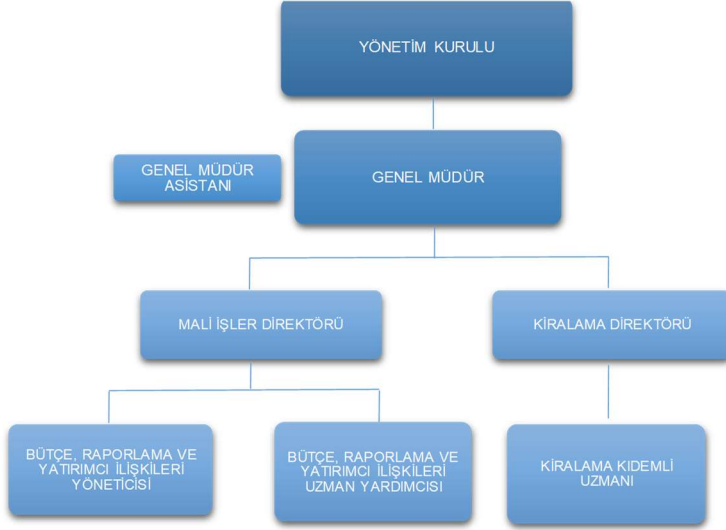 YÖNETİM KURULU
GENEL MÜDÜR
ASİSTANI
GENEL MÜDÜR
MALİ İŞLER DİREKTÖRÜ
KİRALAMA DİREKTÖRÜ
BÜTÇE, RAPORLAMA VE
YATIRIMCI İLİŞKİLERİ
YÖNETİCİSİ
BÜTÇE, RAPORLAMA VE
YATIRIMCI İLİŞKİLERİ
UZMAN YARDIMCISI
KİRALAMA KIDEMLİ
UZMANI